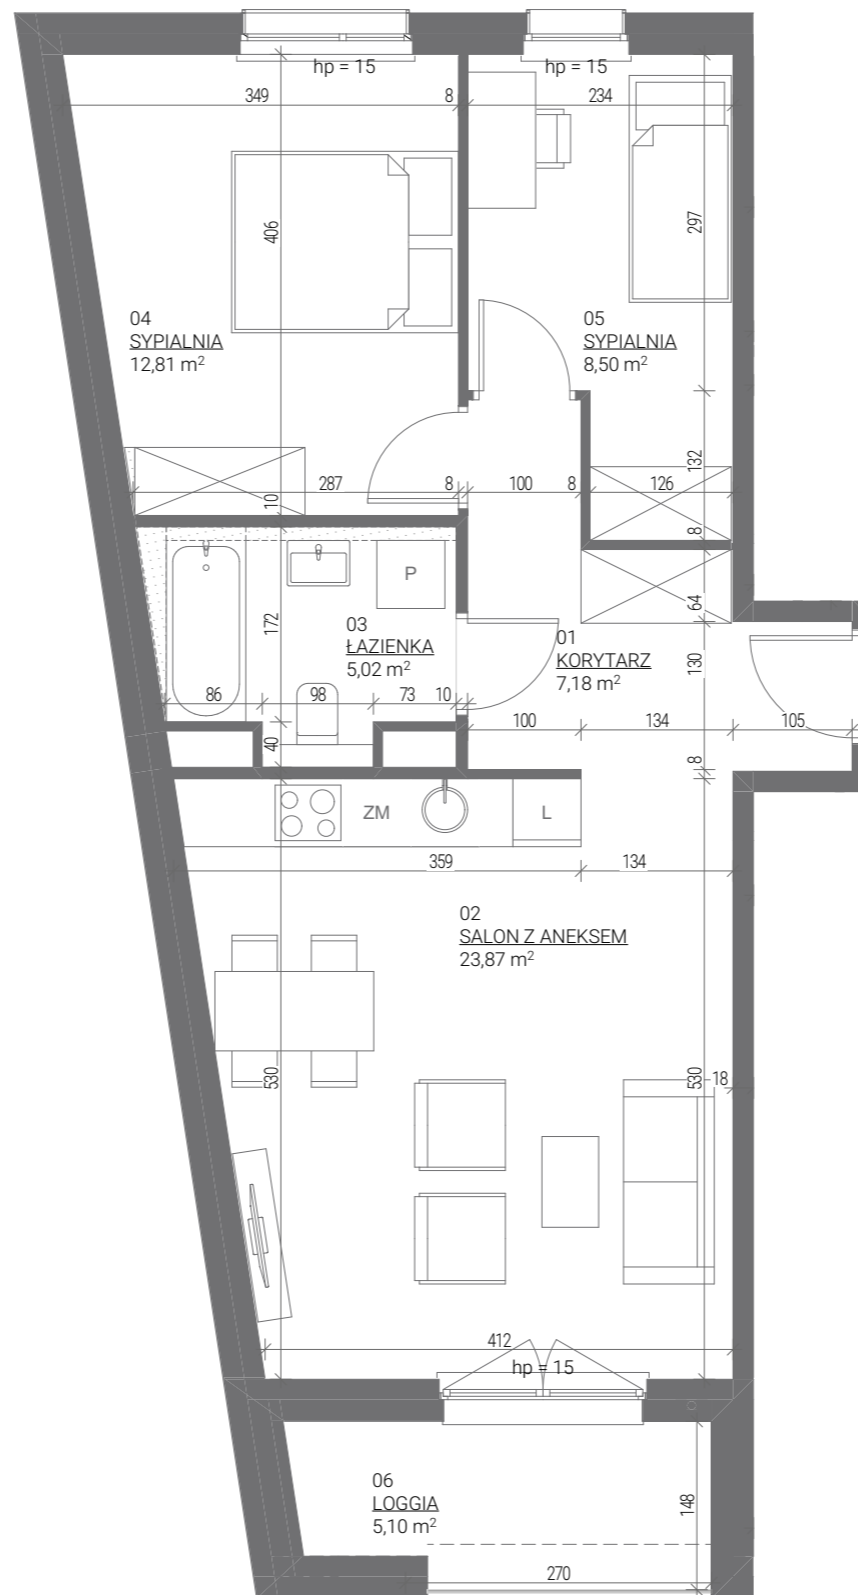 hp = 15
hp = 15
349
8
234
406
297
04
SYPIALNIA
12,81 m²
05
SYPIALNIA
8,50 m²
132
287
8
100
8
126
10
8
P
64
172
03
ŁAZIENKA
5,02 m²
01
KORYTARZ
7,18 m²
130
86
98
73
10
100
134
105
40
8
ZM
L
359
134
02
SALON Z ANEKSEM
23,87 m²
530
530
18
412
hp = 15
06
LOGGIA
5,10 m²
148
270